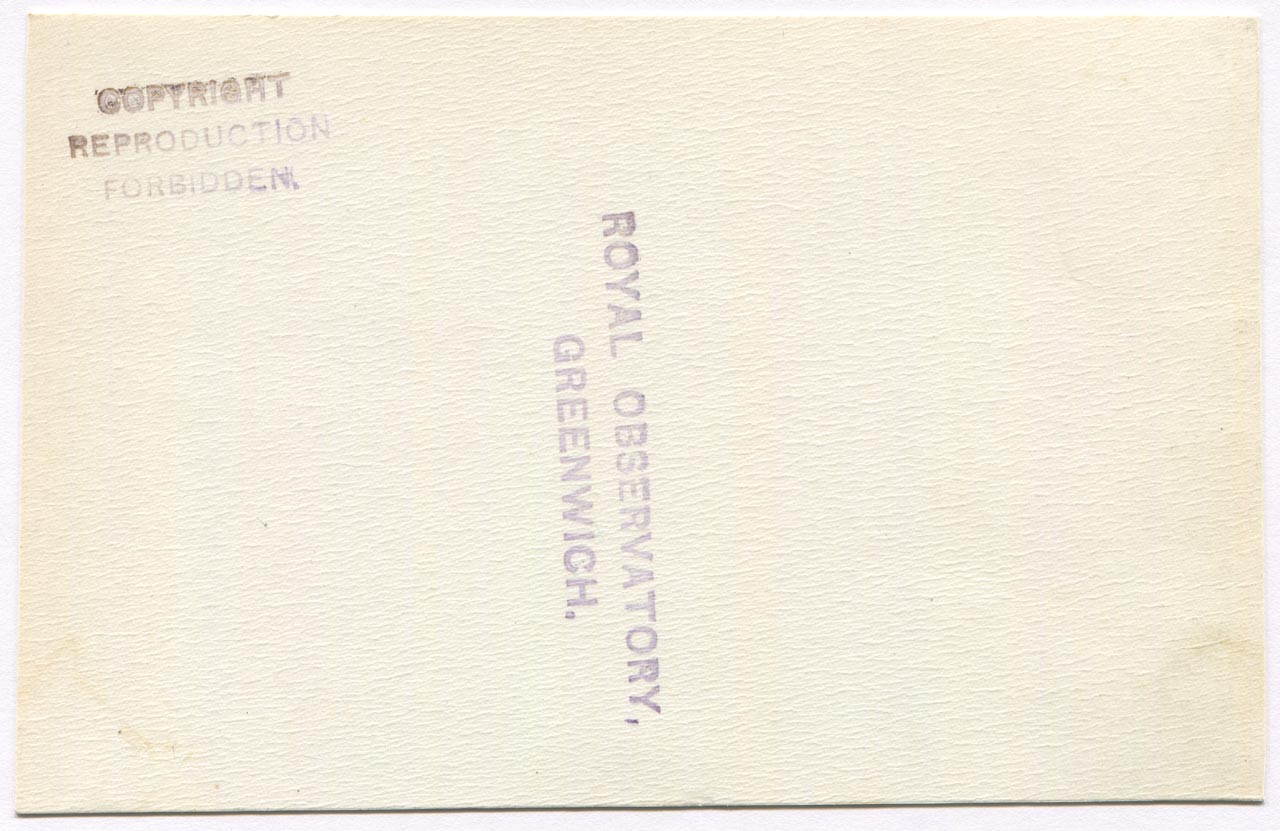 COPYRIGHT
REPRODUCTION
FORBIDDEN.
ROYAL OBSERVATORY,
GREENWICH.